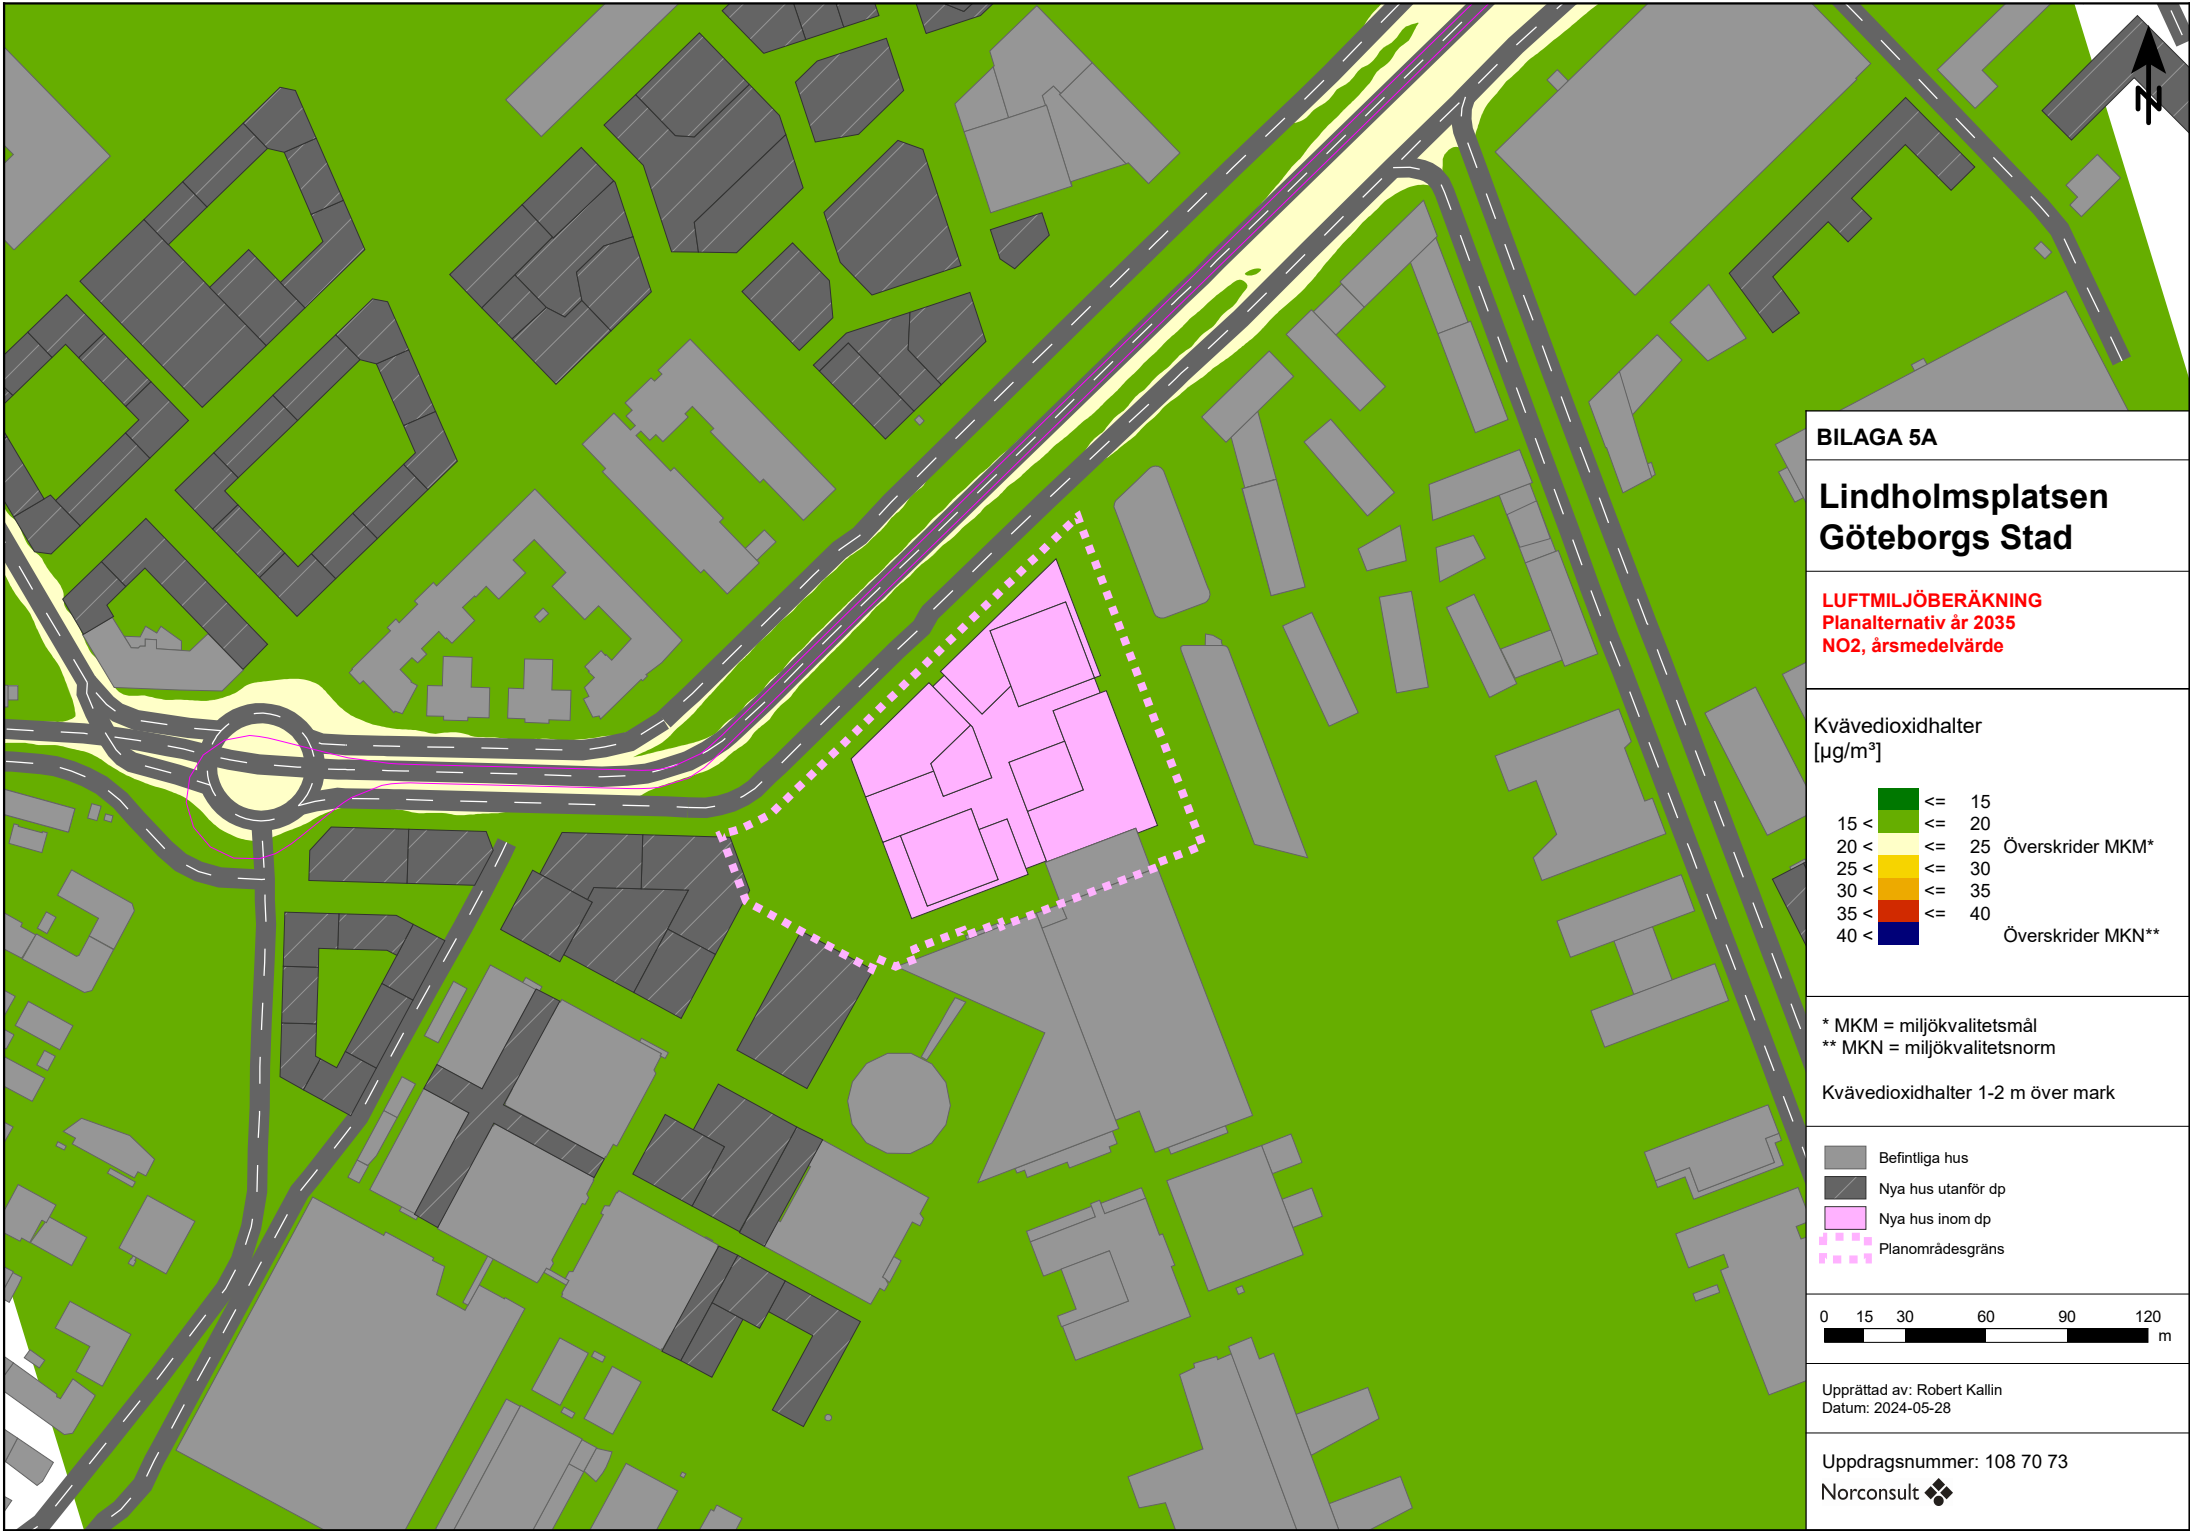 N
BILAGA 5A
Lindholmsplatsen
Göteborgs Stad
LUFTMILJÖBERÄKNING
Planalternativ år 2035
NO2, årsmedelvärde
Kvävedioxidhalter
[µg/m³]
<= 15
15 < <= 20
20 < <= 25 Överskrider MKM*
25 < <= 30
30 < <= 35
35 < <= 40
40 < Överskrider MKN**
* MKM = miljökvalitetsmål
** MKN = miljökvalitetsnorm
Kvävedioxidhalter 1-2 m över mark
Befintliga hus
Nya hus utanför dp
Nya hus inom dp
Planområdesgräns
0 15 30 60 90 120
m
Upprättad av: Robert Kallin
Datum: 2024-05-28
Uppdragsnummer: 108 70 73
Norconsult